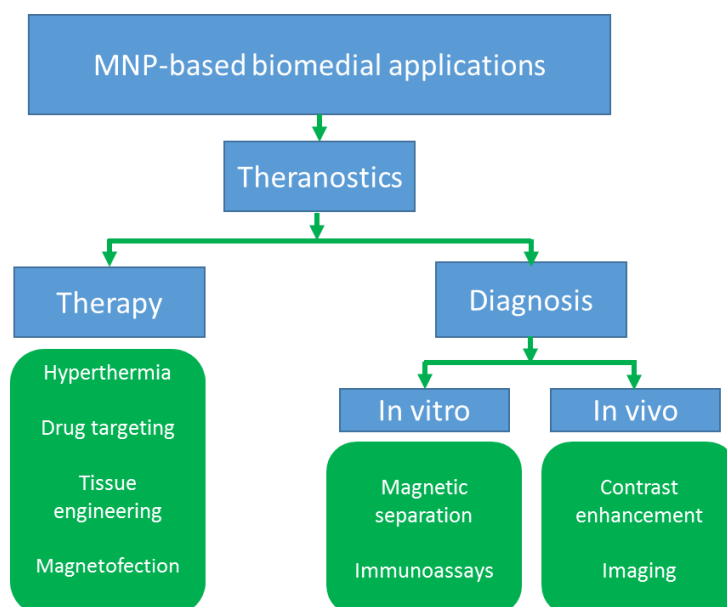 MNP-based biomedial applications
Theranostics
Therapy
Diagnosis
Hyperthermia
Drug targeting
Tissue
engineering
Magnetofection
In vitro
In vivo
Magnetic
separation
Immunoassays
Contrast
enhancement
Imaging